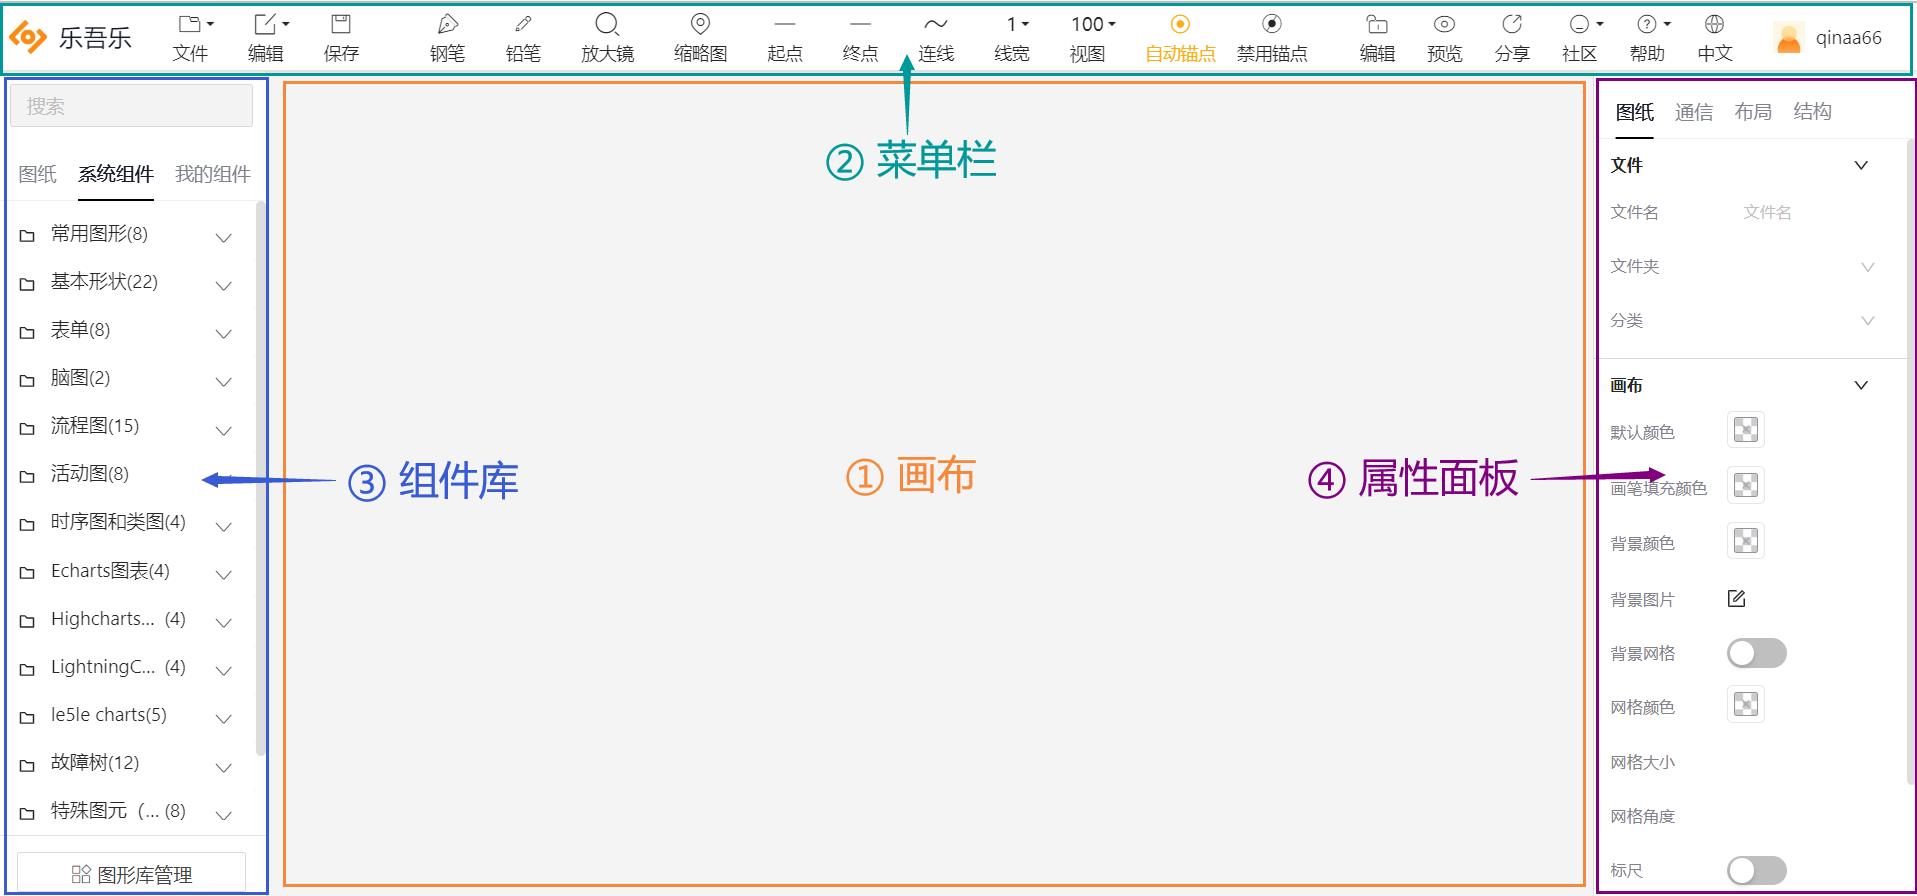 乐吾乐
文件
编辑
保存
钢笔
铅笔
放大镜
缩略图
起点
终点
连线
1
线宽
100
视图
自动锚点
禁用锚点
编辑
预览
分享
社区
帮助
中文
qinaa66
② 菜单栏
搜索
图纸 系统组件 我的组件
常用图形(8)
基本形状(22)
表单(8)
脑图(2)
流程图(15)
活动图(8)
时序图和类图(4)
Echarts图表(4)
Highcharts... (4)
LightningC... (4)
le5le charts(5)
故障树(12)
特殊图元（... (8)
图形库管理
③ 组件库
① 画布
④ 属性面板
图纸 通信 布局 结构
文件
文件名 文件名
文件夹
分类
画布
默认颜色
画笔填充颜色
背景颜色
背景图片
背景网格
网格颜色
网格大小
网格角度
标尺